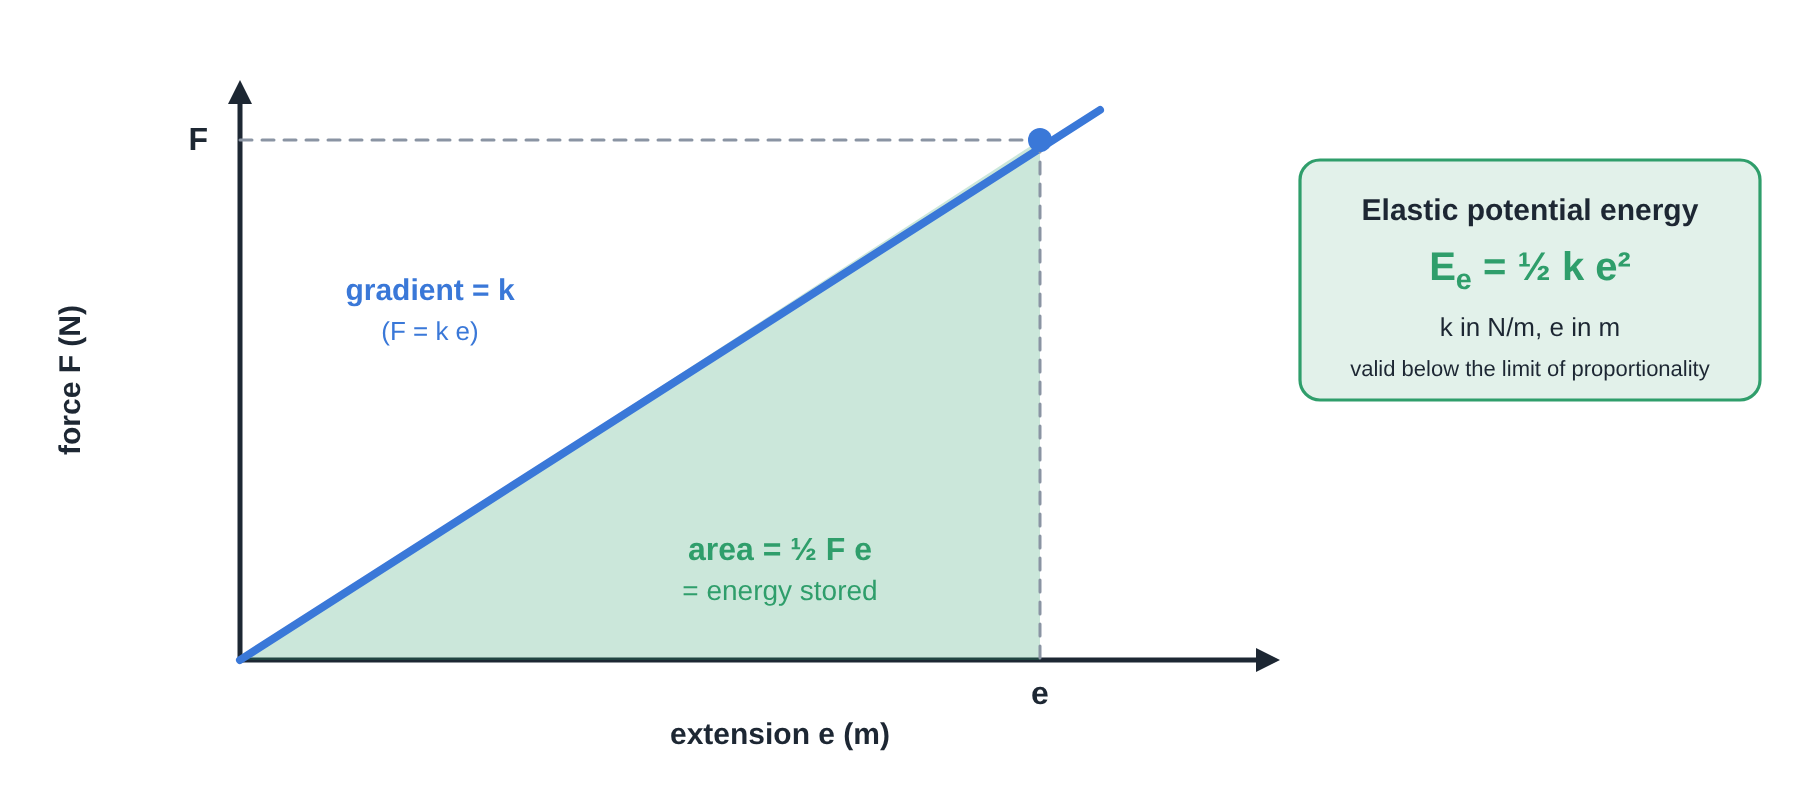 F
force F (N)
gradient = k
(F = k e)
area = ½ F e
= energy stored
e
extension e (m)
Elastic potential energy
Eₑ = ½ k e²
k in N/m, e in m
valid below the limit of proportionality